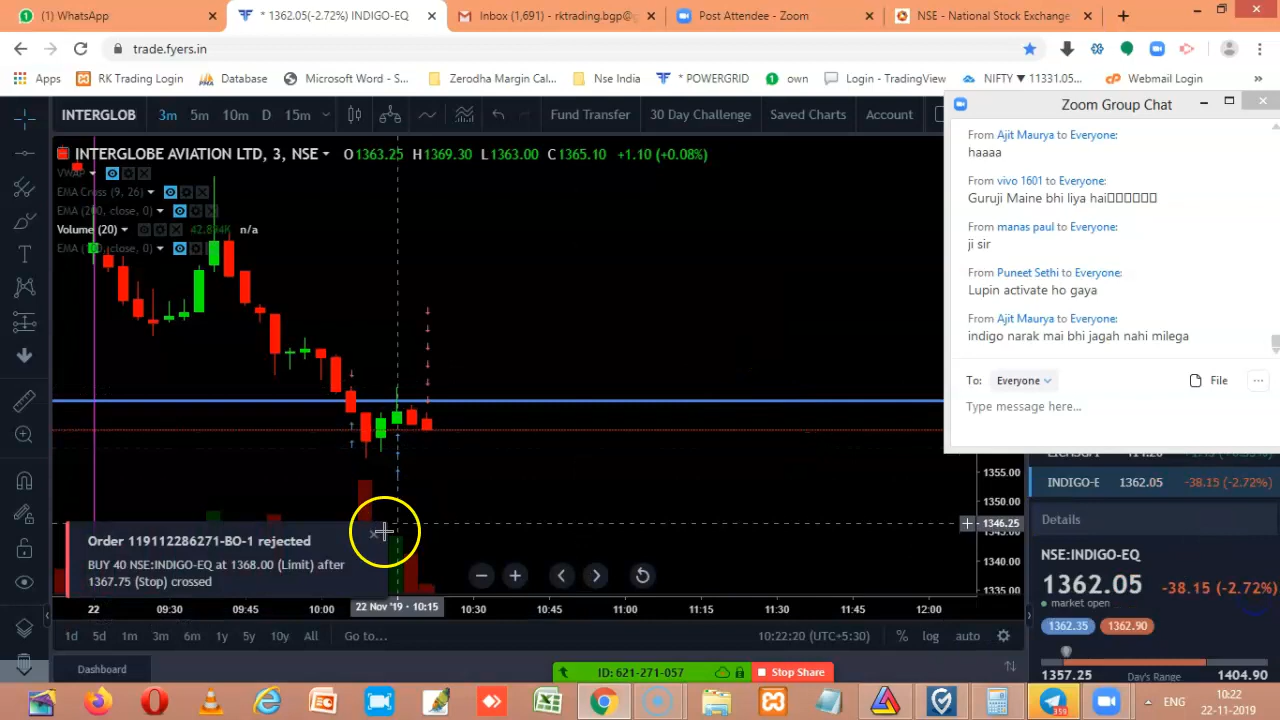 (1) WhatsApp
* 1362.05(-2.72%) INDIGO-EQ
Inbox (1,691) - rktrading.bgp@g
Post Attendee - Zoom
NSE - National Stock Exchange
trade.fyers.in
Apps
RK Trading Login
Database
Microsoft Word - S...
Zerodha Margin Cal...
Nse India
* POWERGRID
own
Login - TradingView
NIFTY ▼ 11331.05...
Webmail Login
»
INTERGLOB
3m
5m
10m
D
15m
Fund Transfer
30 Day Challenge
Saved Charts
Account
INTERGLOBE AVIATION LTD, 3, NSE
O1363.25 H1369.30 L1363.00 C1365.10 +1.10 (+0.08%)
VWAP
EMA Cross (9, 26)
EMA (200, close, 0)
Volume (20)
n/a
Zoom Group Chat
From Ajit Maurya to Everyone:
haaaa
From vivo 1601 to Everyone:
Guruji Maine bhi liya hai▯▯▯▯▯▯
From manas paul to Everyone:
ji sir
From Puneet Sethi to Everyone:
Lupin activate ho gaya
From Ajit Maurya to Everyone:
indigo narak mai bhi jagah nahi milega
To: Everyone
File
...
Type message here...
INDIGO-E 1362.05 -38.15 (-2.72%)
Details
NSE:INDIGO-EQ
1362.05 -38.15 (-2.72%)
market open
1362.35
1362.90
1357.25 Day's Range 1404.90
1355.00
1350.00
1346.25
1340.00
1335.00
Order 119112286271-BO-1 rejected
BUY 40 NSE:INDIGO-EQ at 1368.00 (Limit) after
1367.75 (Stop) crossed
22
09:30
09:45
10:00
22 Nov '19 - 10:15
10:30
10:45
11:00
11:15
11:30
11:45
12:00
1d
5d
1m
3m
6m
1y
5y
10y
All
Go to...
10:22:20 (UTC+5:30)
%
log
auto
Dashboard
ID: 621-271-057
Stop Share
359
ENG
10:22
22-11-2019